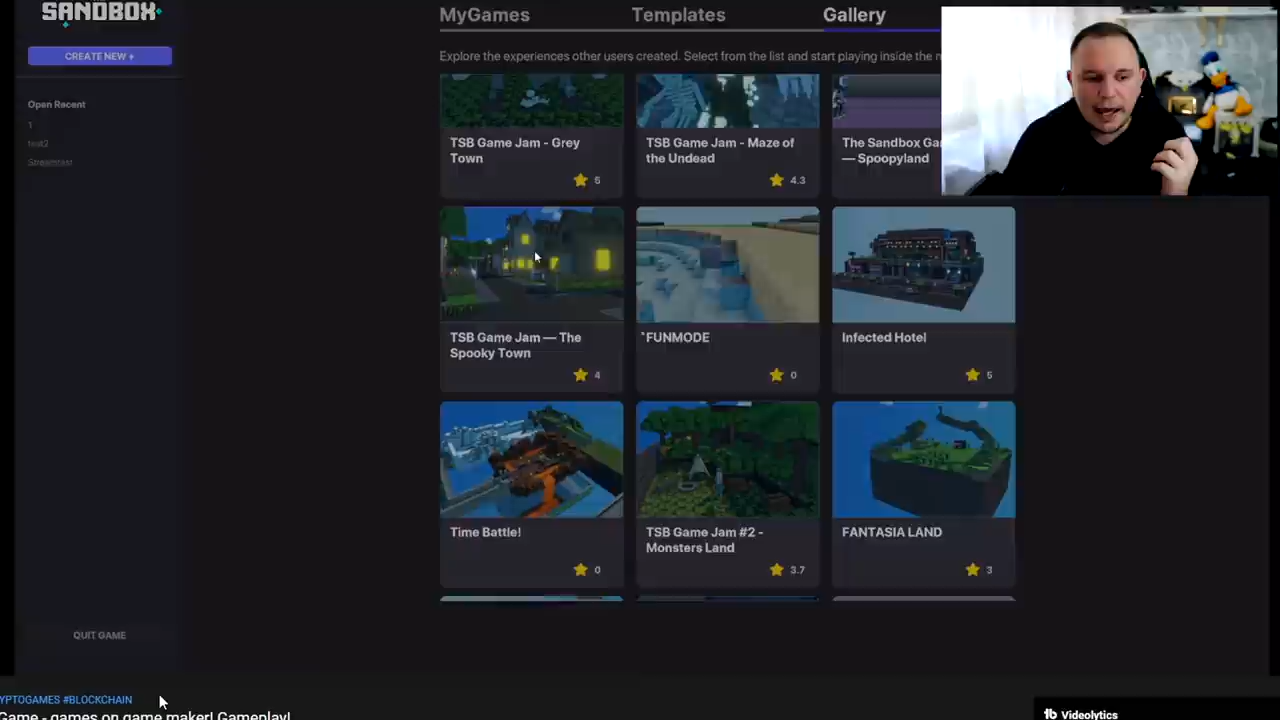 SANDBOX
MyGames
Templates
Gallery
CREATE NEW +
Explore the experiences other users created. Select from the list and start playing inside the
Open Recent
1
test2
Streamtest
TSB Game Jam - Grey
Town
5
TSB Game Jam - Maze of
the Undead
4.3
The Sandbox Ga
— Spoopyland
TSB Game Jam — The
Spooky Town
4
`FUNMODE
0
Infected Hotel
5
Time Battle!
0
TSB Game Jam #2 -
Monsters Land
3.7
FANTASIA LAND
3
QUIT GAME
YPTOGAMES #BLOCKCHAIN
Game - games on game maker! Gameplay!
Videolytics